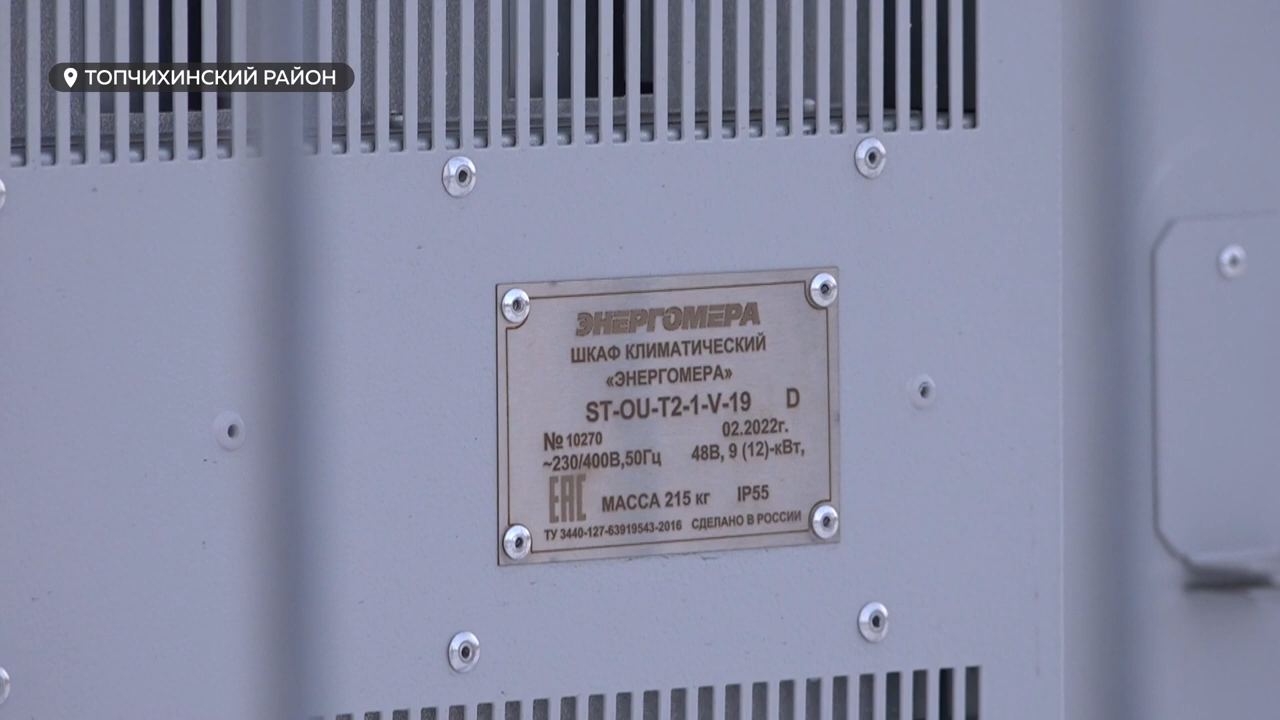 ТОПЧИХИНСКИЙ РАЙОН
ЭНЕРГОМЕРА
ШКАФ КЛИМАТИЧЕСКИЙ
«ЭНЕРГОМЕРА»
ST-OU-T2-1-V-19 D
№ 10270 02.2022г.
~230/400В,50Гц 48В, 9 (12)-кВт,
EAC МАССА 215 кг IP55
ТУ 3440-127-63919543-2016 СДЕЛАНО В РОССИИ